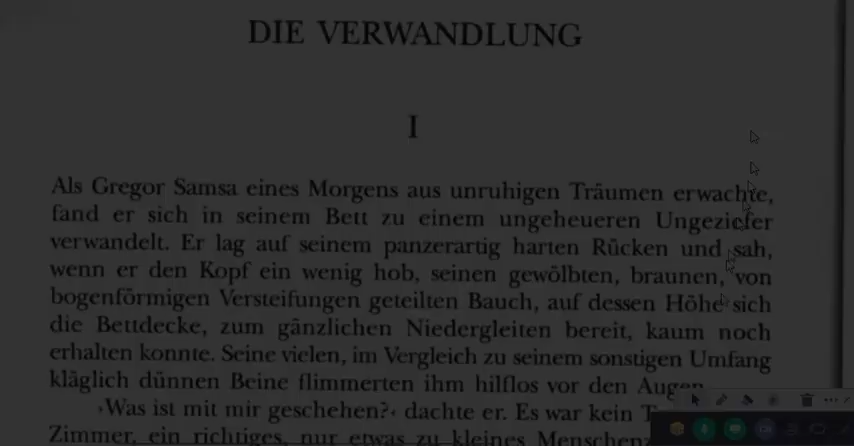 DIE VERWANDLUNG
I
Als Gregor Samsa eines Morgens aus unruhigen Träumen erwachte,
fand er sich in seinem Bett zu einem ungeheueren Ungeziefer
verwandelt. Er lag auf seinem panzerartig harten Rücken und sah,
wenn er den Kopf ein wenig hob, seinen gewölbten, braunen, von
bogenförmigen Versteifungen geteilten Bauch, auf dessen Höhe sich
die Bettdecke, zum gänzlichen Niedergleiten bereit, kaum noch
erhalten konnte. Seine vielen, im Vergleich zu seinem sonstigen Umfang
kläglich dünnen Beine flimmerten ihm hilflos vor den Augen.
›Was ist mit mir geschehen?‹ dachte er. Es war kein
Zimmer, ein richtiges, nur etwas zu kleines